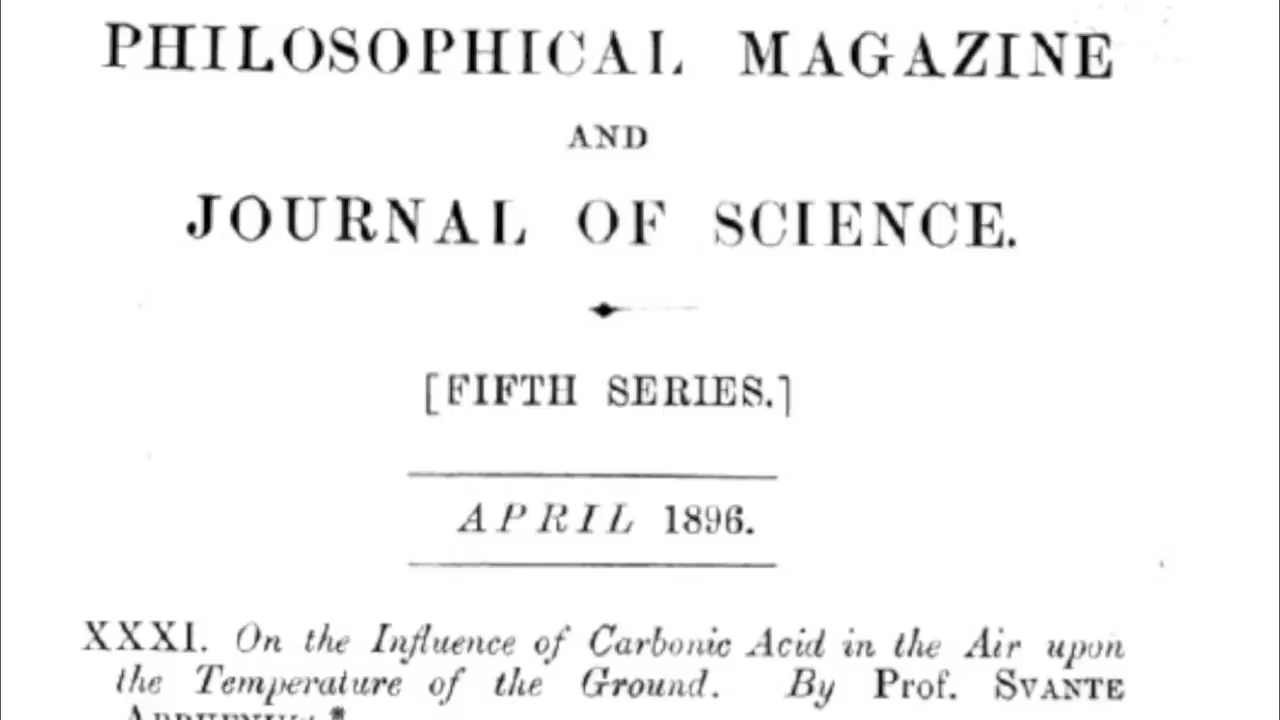 PHILOSOPHICAL MAGAZINE
AND
JOURNAL OF SCIENCE.
[FIFTH SERIES.]
APRIL 1896.
XXXI. On the Influence of Carbonic Acid in the Air upon
the Temperature of the Ground. By Prof. SVANTE
ARRHENIUS.*